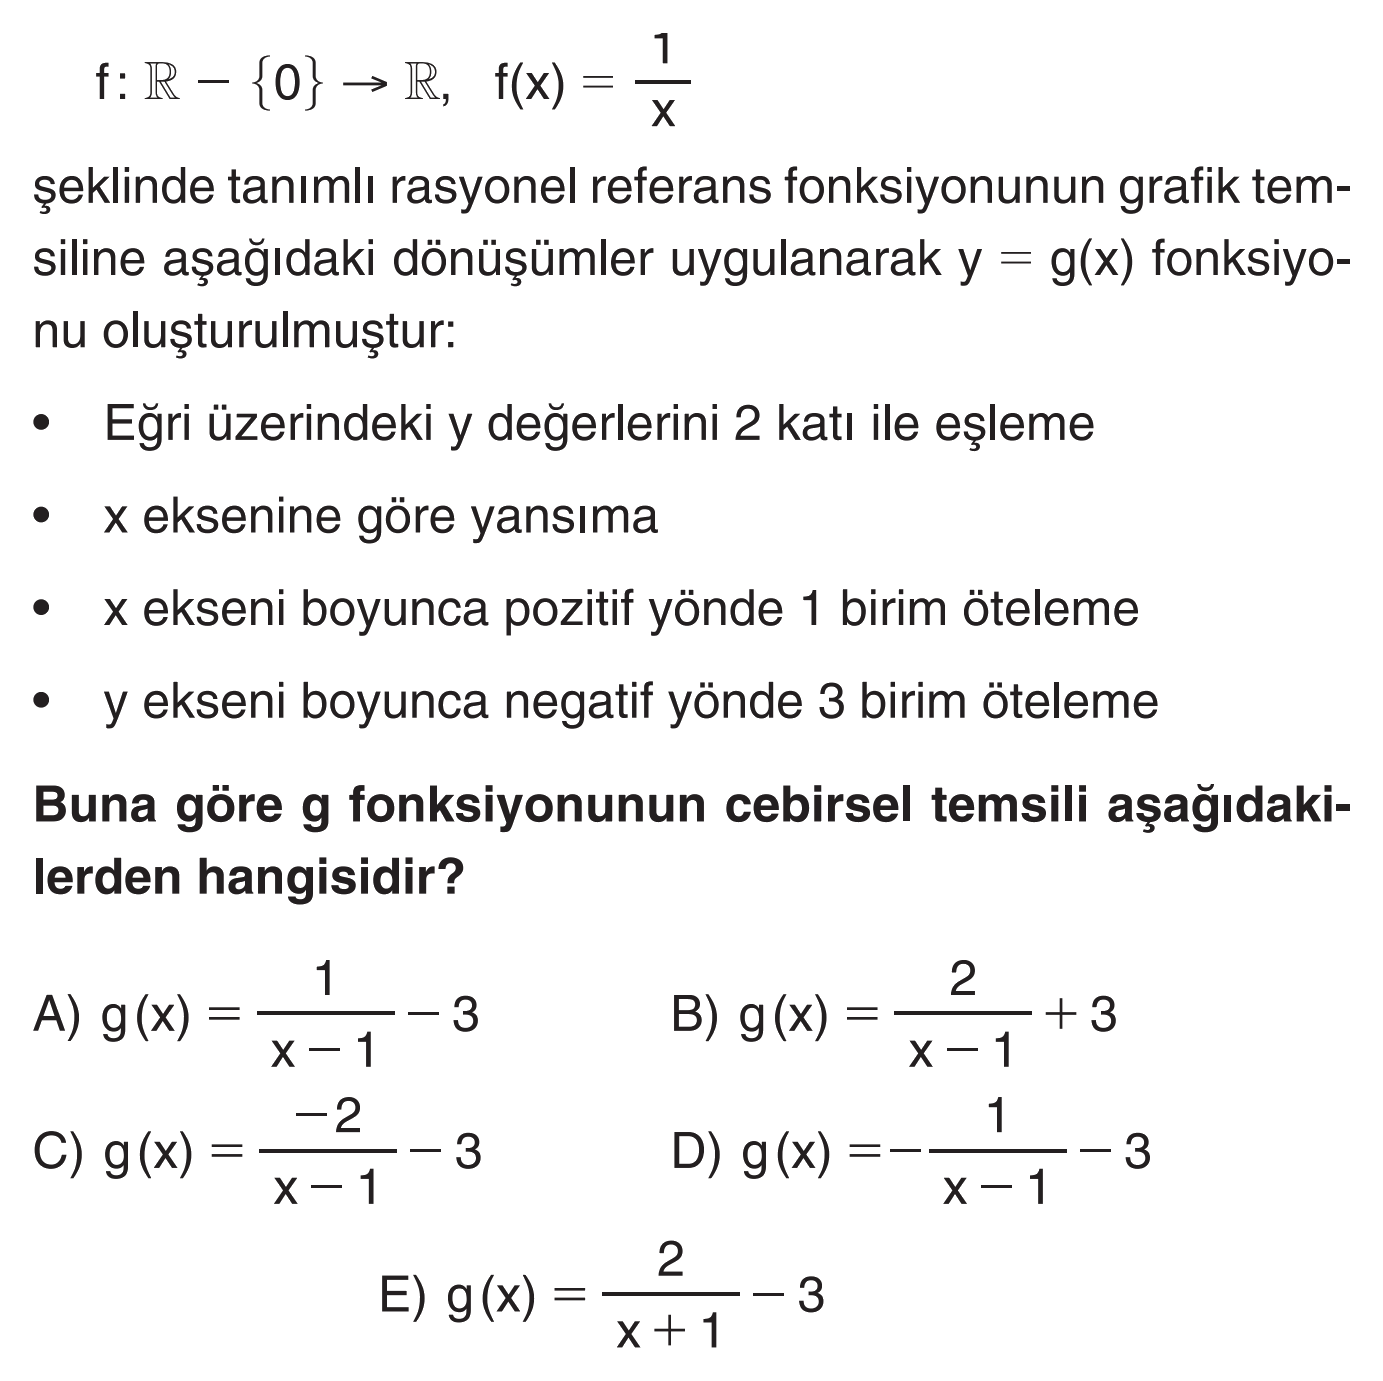 f: ℝ − {0} → ℝ, f(x) = 1/x
şeklinde tanımlı rasyonel referans fonksiyonunun grafik tem-
siline aşağıdaki dönüşümler uygulanarak y = g(x) fonksiyo-
nu oluşturulmuştur:
• Eğri üzerindeki y değerlerini 2 katı ile eşleme
• x eksenine göre yansıma
• x ekseni boyunca pozitif yönde 1 birim öteleme
• y ekseni boyunca negatif yönde 3 birim öteleme
Buna göre g fonksiyonunun cebirsel temsili aşağıdaki-
lerden hangisidir?
A) g(x) = 1/(x − 1) − 3 B) g(x) = 2/(x − 1) + 3
C) g(x) = −2/(x − 1) − 3 D) g(x) = −1/(x − 1) − 3
E) g(x) = 2/(x + 1) − 3